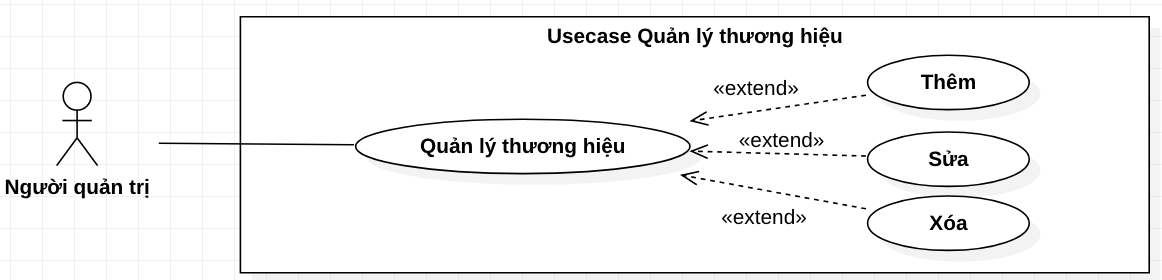 Usecase Quản lý thương hiệu
«extend»
Thêm
Quản lý thương hiệu
«extend»
Sửa
Người quản trị
«extend»
Xóa